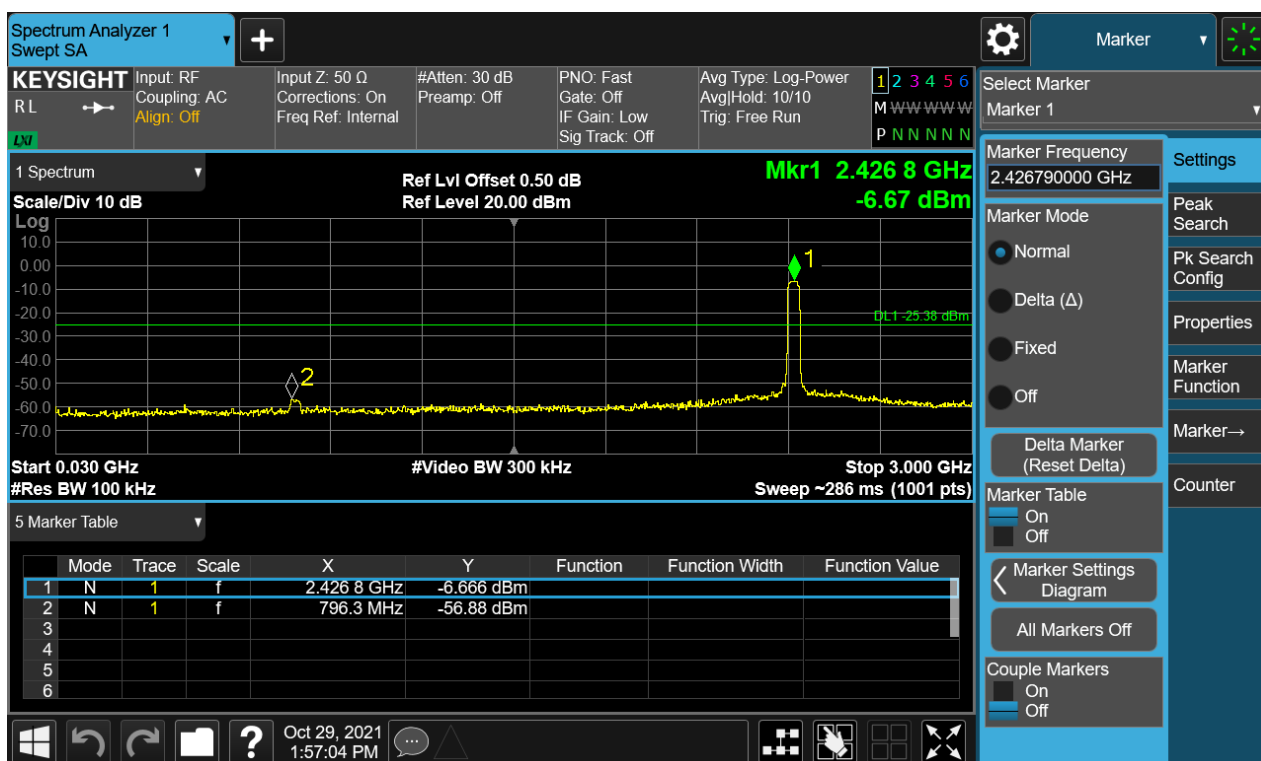 Spectrum Analyzer 1
Swept SA
+
Marker
KEYSIGHT
R L
LXI
Input: RF
Coupling: AC
Align: Off
Input Z: 50 Ω
Corrections: On
Freq Ref: Internal
#Atten: 30 dB
Preamp: Off
PNO: Fast
Gate: Off
IF Gain: Low
Sig Track: Off
Avg Type: Log-Power
Avg|Hold: 10/10
Trig: Free Run
1 2 3 4 5 6
M W W W W W
P N N N N N
Select Marker
Marker 1
1 Spectrum
Scale/Div 10 dB
Ref Lvl Offset 0.50 dB
Ref Level 20.00 dBm
Mkr1 2.426 8 GHz
-6.67 dBm
Log
10.0
0.00
-10.0
-20.0
-30.0
-40.0
-50.0
-60.0
-70.0
1
2
DL1 -25.38 dBm
Start 0.030 GHz
#Video BW 300 kHz
Stop 3.000 GHz
#Res BW 100 kHz
Sweep ~286 ms (1001 pts)
5 Marker Table
Mode Trace Scale X Y Function Function Width Function Value
1 N 1 f 2.426 8 GHz -6.666 dBm
2 N 1 f 796.3 MHz -56.88 dBm
3
4
5
6
Marker Frequency
2.426790000 GHz
Marker Mode
Normal
Delta (Δ)
Fixed
Off
Delta Marker
(Reset Delta)
Marker Table
On
Off
Marker Settings
Diagram
All Markers Off
Couple Markers
On
Off
Settings
Peak
Search
Pk Search
Config
Properties
Marker
Function
Marker→
Counter
?
Oct 29, 2021
1:57:04 PM